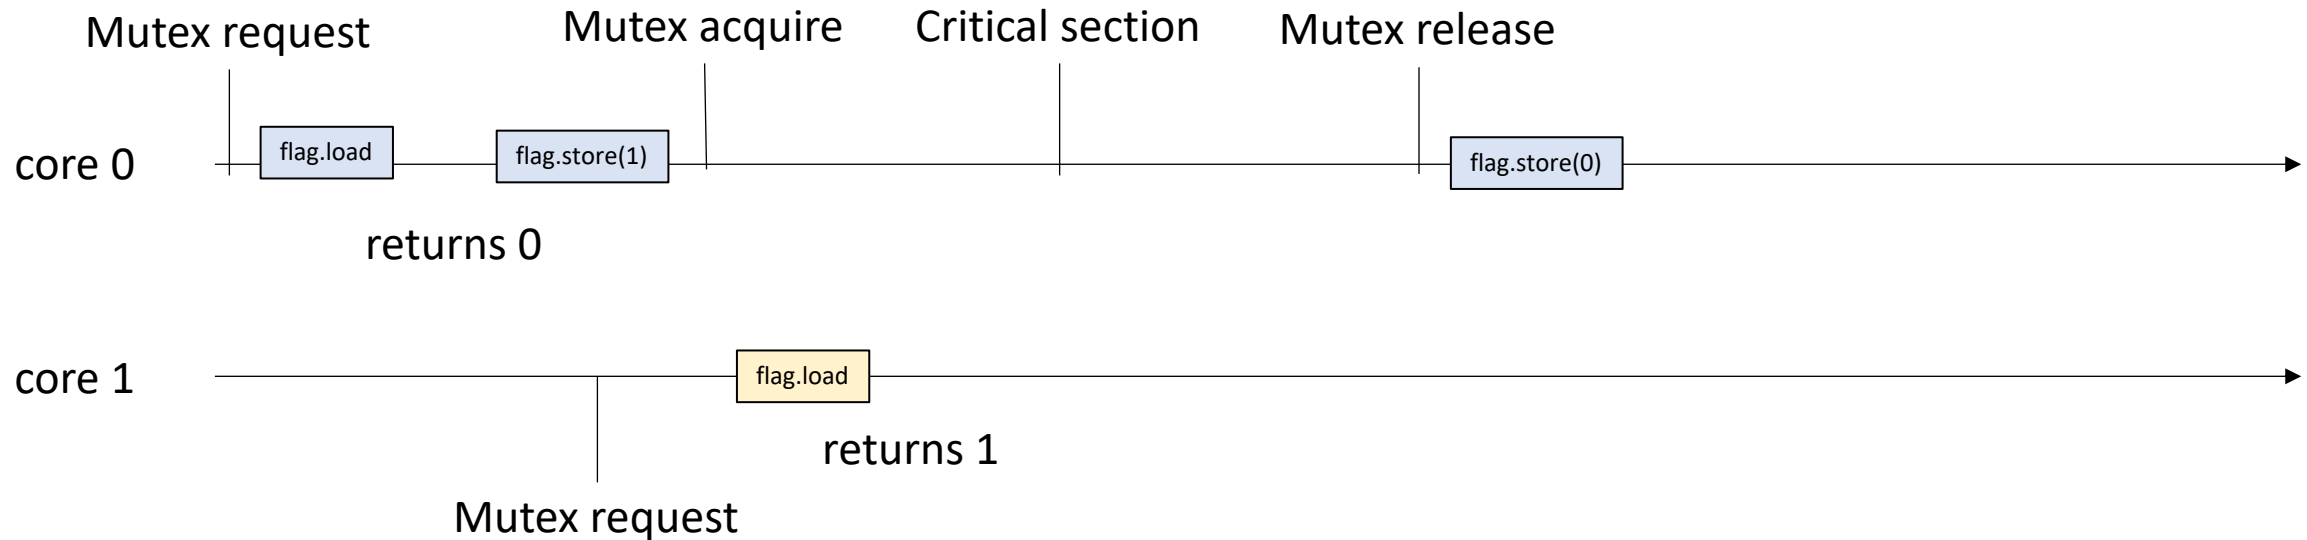 Mutex request
Mutex acquire
Critical section
Mutex release
core 0
flag.load
flag.store(1)
flag.store(0)
returns 0
core 1
flag.load
returns 1
Mutex request